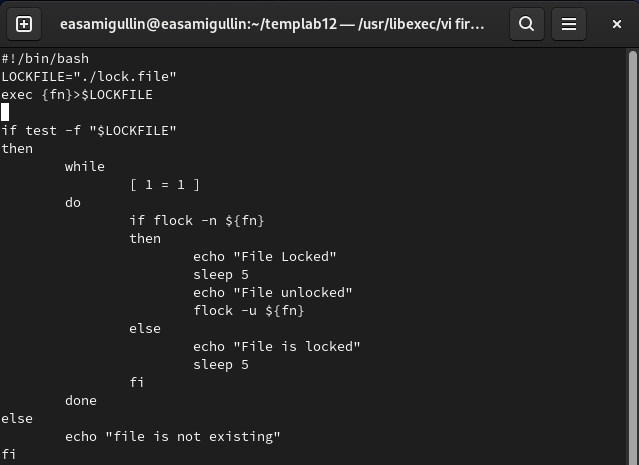 easamigullin@easamigullin:~/templab12 — /usr/libexec/vi fir...
#!/bin/bash
LOCKFILE="./lock.file"
exec {fn}>$LOCKFILE

if test -f "$LOCKFILE"
then
        while
                [ 1 = 1 ]
        do
                if flock -n ${fn}
                then
                        echo "File Locked"
                        sleep 5
                        echo "File unlocked"
                        flock -u ${fn}
                else
                        echo "File is locked"
                        sleep 5
                fi
        done
else
        echo "file is not existing"
fi